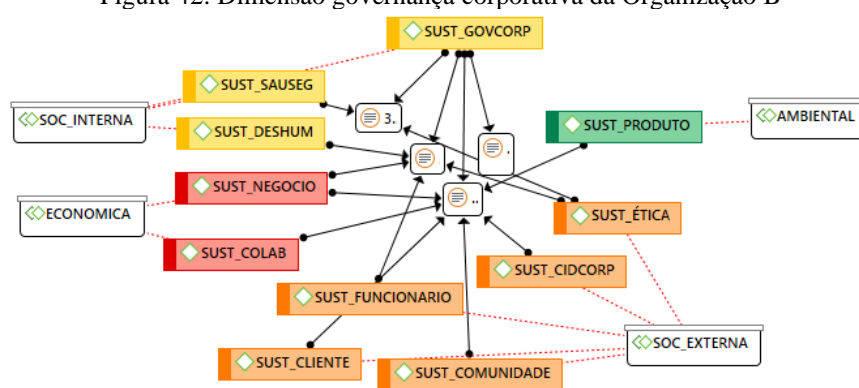 Figura 42: Dimensão governança corporativa da Organização B
SUST_GOVCORP
SUST_SAUSEG
SOC_INTERNA
3.
SUST_PRODUTO
AMBIENTAL
SUST_DESHUM
.
SUST_NEGOCIO
..
ECONOMICA
SUST_ÉTICA
SUST_COLAB
SUST_CIDCORP
SUST_FUNCIONARIO
SOC_EXTERNA
SUST_CLIENTE
SUST_COMUNIDADE